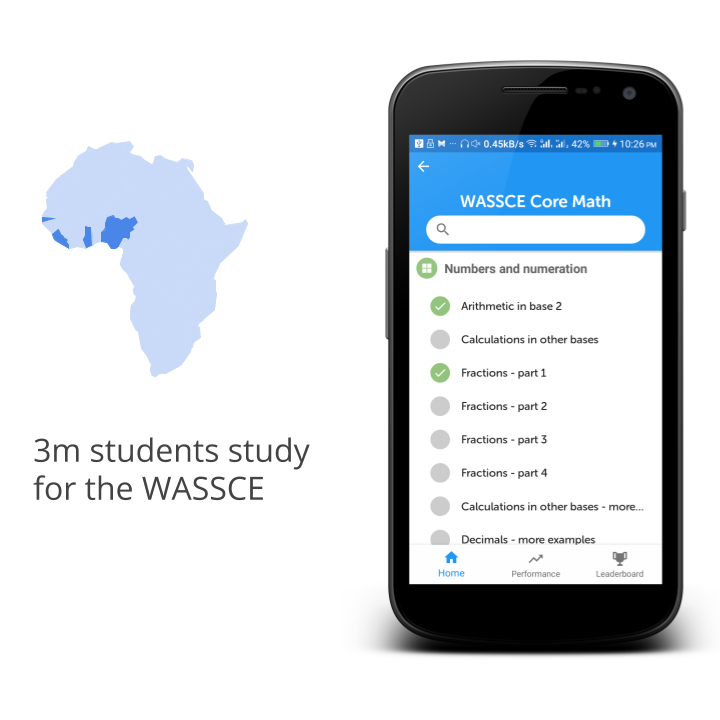 3m students study
for the WASSCE
0.45kB/s 42% 10:26 PM
WASSCE Core Math
Numbers and numeration
Arithmetic in base 2
Calculations in other bases
Fractions - part 1
Fractions - part 2
Fractions - part 3
Fractions - part 4
Calculations in other bases - more...
Decimals - more examples
Home Performance Leaderboard